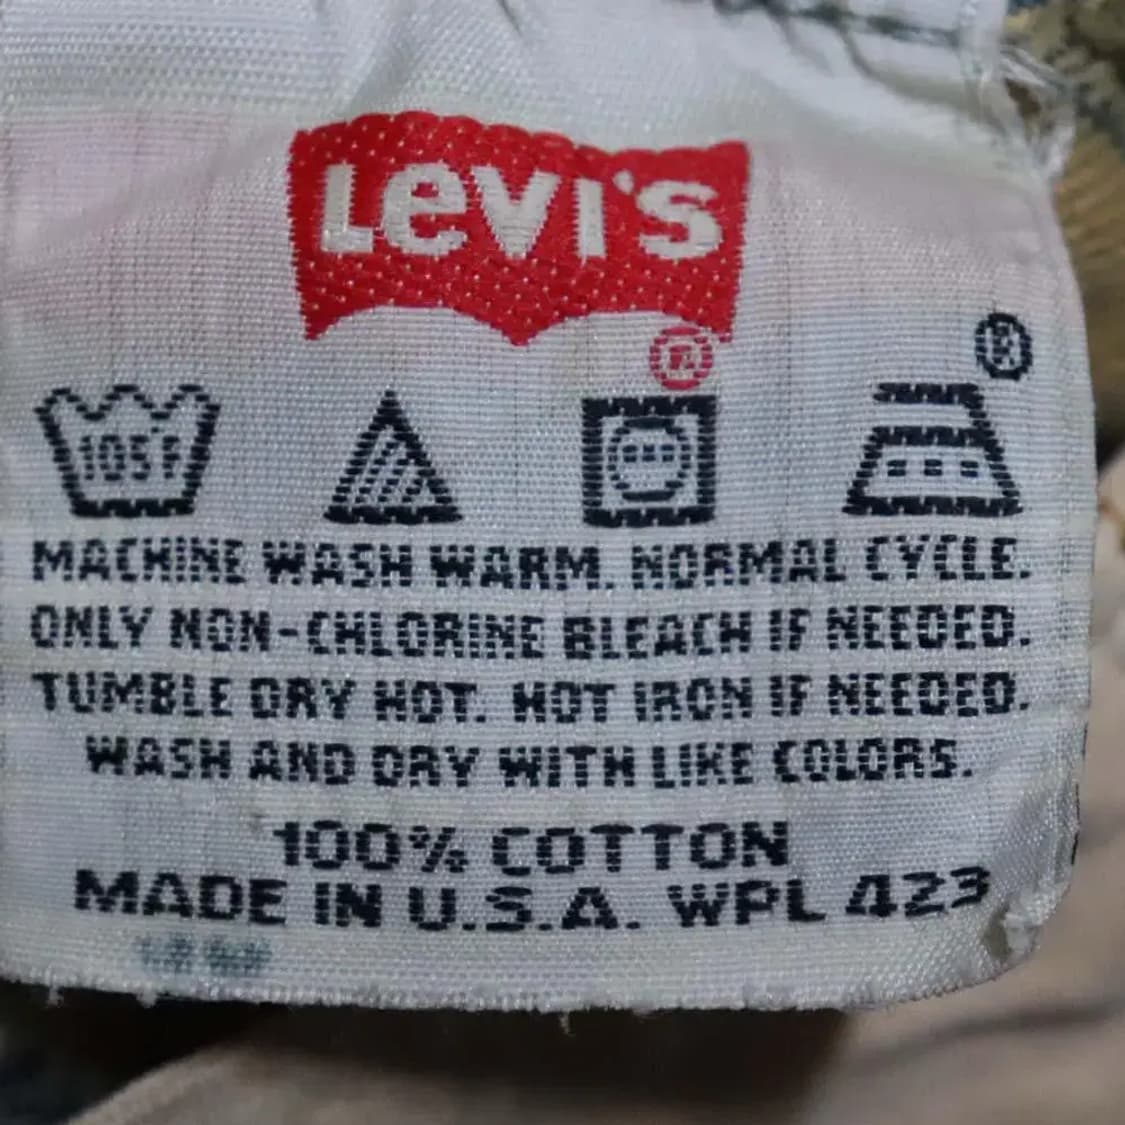 LEVI'S
®
®
105°F
MACHINE WASH WARM. NORMAL CYCLE.
ONLY NON-CHLORINE BLEACH IF NEEDED.
TUMBLE DRY HOT. HOT IRON IF NEEDED.
WASH AND DRY WITH LIKE COLORS.
100% COTTON
MADE IN U.S.A. WPL 423